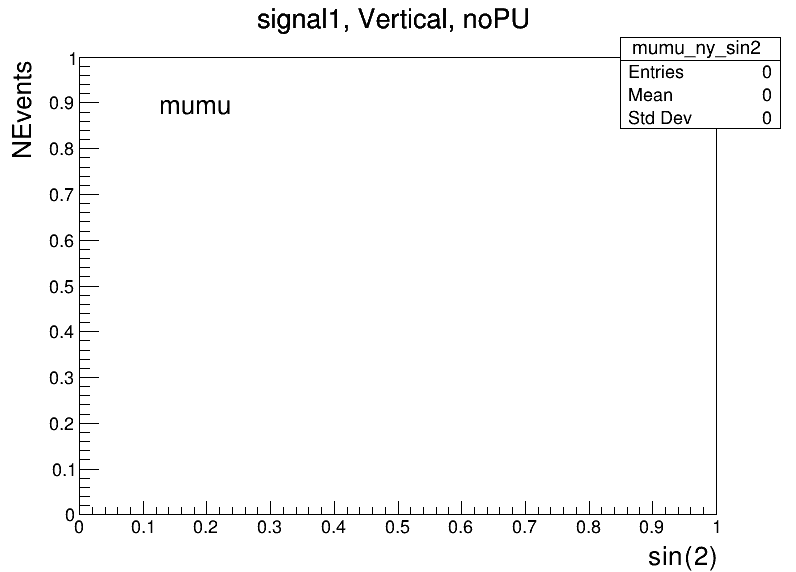 signal1, Vertical, noPU
mumu_ny_sin2
Entries 0
Mean 0
Std Dev 0
NEvents
mumu
1
0.9
0.8
0.7
0.6
0.5
0.4
0.3
0.2
0.1
0
0 0.1 0.2 0.3 0.4 0.5 0.6 0.7 0.8 0.9 1
sin(2)